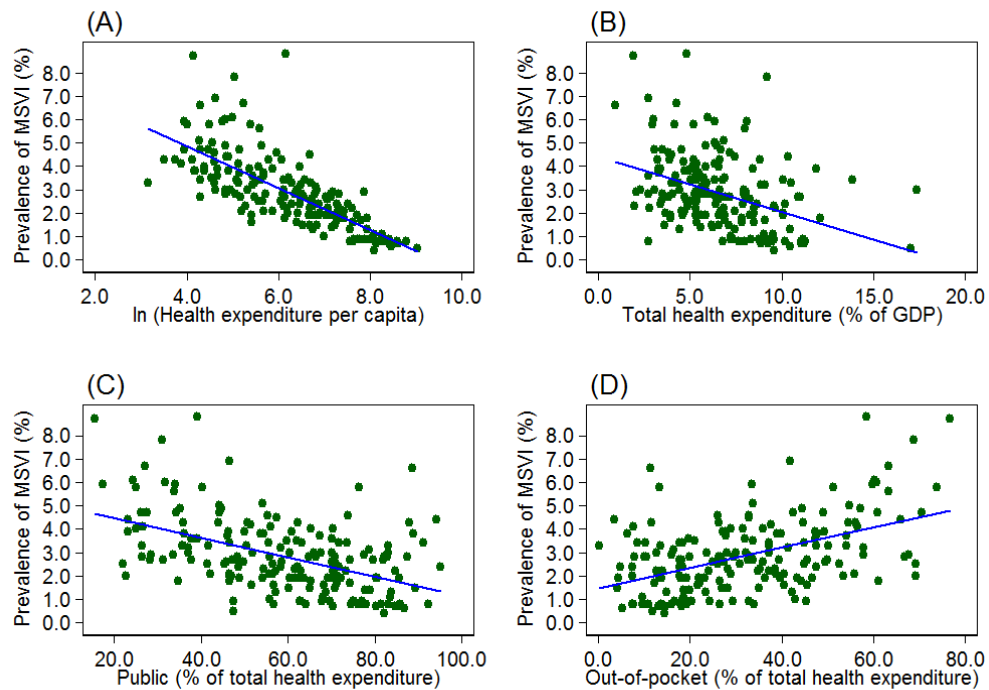 (A)
Prevalence of MSVI (%)
8.0
7.0
6.0
5.0
4.0
3.0
2.0
1.0
0.0
2.0 4.0 6.0 8.0 10.0
ln (Health expenditure per capita)
(B)
Prevalence of MSVI (%)
8.0
7.0
6.0
5.0
4.0
3.0
2.0
1.0
0.0
0.0 5.0 10.0 15.0 20.0
Total health expenditure (% of GDP)
(C)
Prevalence of MSVI (%)
8.0
7.0
6.0
5.0
4.0
3.0
2.0
1.0
0.0
20.0 40.0 60.0 80.0 100.0
Public (% of total health expenditure)
(D)
Prevalence of MSVI (%)
8.0
7.0
6.0
5.0
4.0
3.0
2.0
1.0
0.0
0.0 20.0 40.0 60.0 80.0
Out-of-pocket (% of total health expenditure)